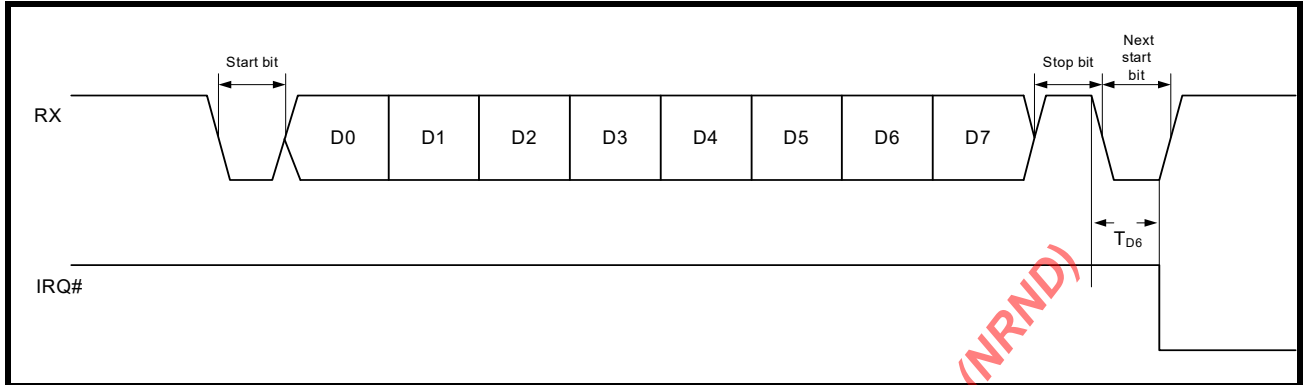 Start bit
Stop bit
Next
start
bit
RX
D0 D1 D2 D3 D4 D5 D6 D7
TD6
IRQ#
(NRND)